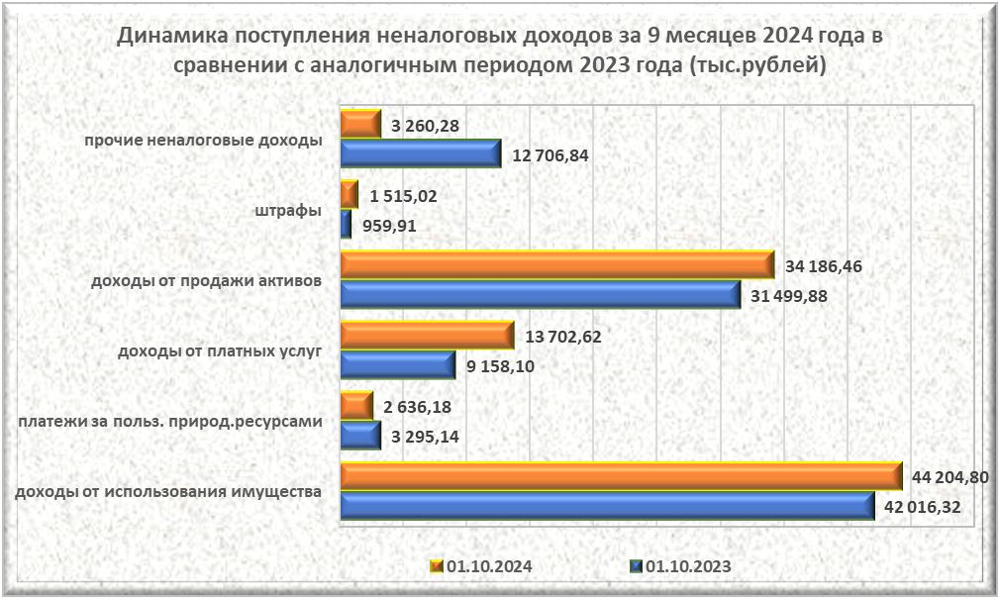 Динамика поступления неналоговых доходов за 9 месяцев 2024 года в
сравнении с аналогичным периодом 2023 года (тыс.рублей)
прочие неналоговые доходы
3 260,28
12 706,84
штрафы
1 515,02
959,91
доходы от продажи активов
34 186,46
31 499,88
доходы от платных услуг
13 702,62
9 158,10
платежи за польз. природ.ресурсами
2 636,18
3 295,14
доходы от использования имущества
44 204,80
42 016,32
01.10.2024
01.10.2023